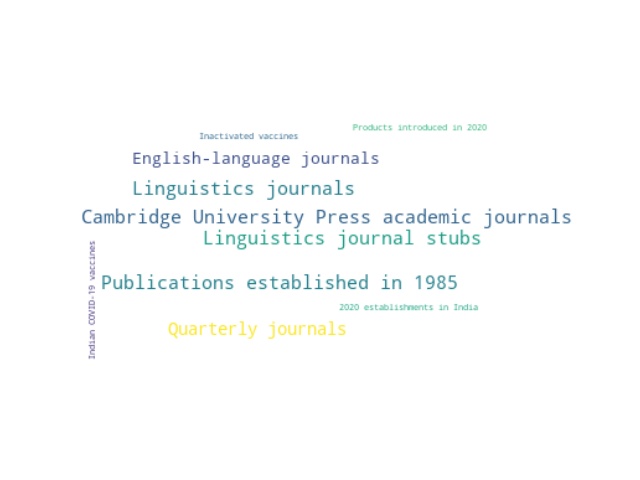 Products introduced in 2020
Inactivated vaccines
English-language journals
Linguistics journals
Cambridge University Press academic journals
Linguistics journal stubs
Indian COVID-19 vaccines
Publications established in 1985
2020 establishments in India
Quarterly journals